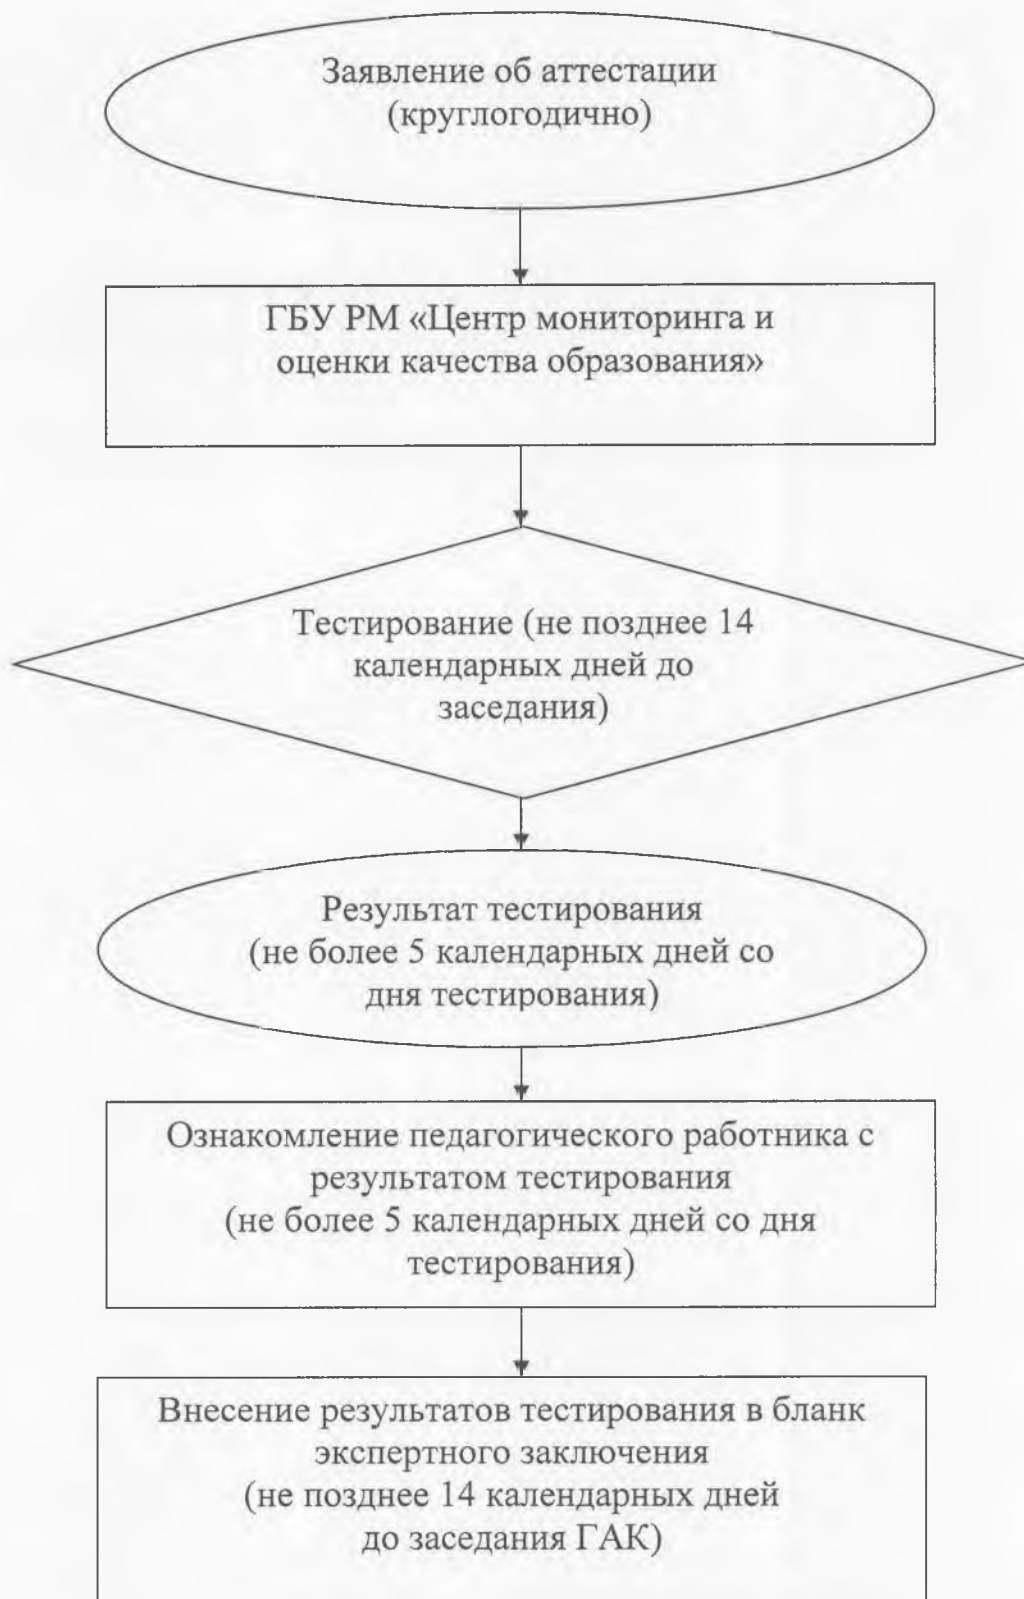 Заявление об аттестации
(круглогодично)
ГБУ РМ «Центр мониторинга и
оценки качества образования»
Тестирование (не позднее 14
календарных дней до
заседания)
Результат тестирования
(не более 5 календарных дней со
дня тестирования)
Ознакомление педагогического работника с
результатом тестирования
(не более 5 календарных дней со дня
тестирования)
Внесение результатов тестирования в бланк
экспертного заключения
(не позднее 14 календарных дней
до заседания ГАК)